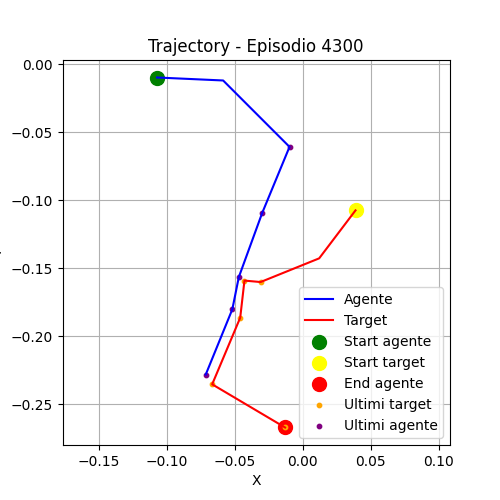 Trajectory - Episodio 4300
0.00
−0.05
−0.10
−0.15
−0.20
−0.25
−0.15
−0.10
−0.05
0.00
0.05
0.10
X
Agente
Target
Start agente
Start target
End agente
Ultimi target
Ultimi agente